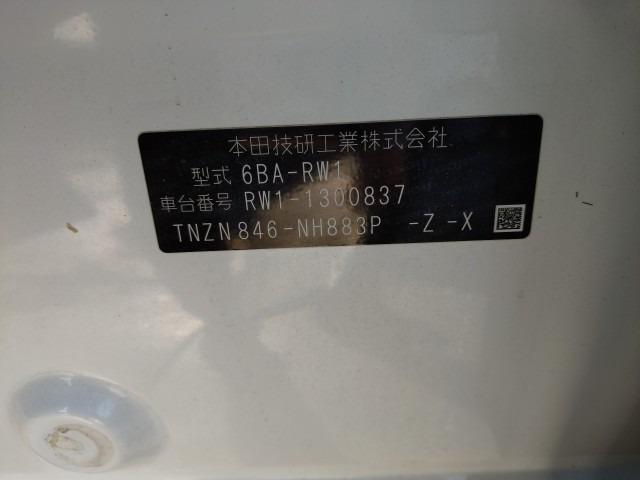 本田技研工業株式会社
型式 6BA-RW1
車台番号 RW1-1300837
TNZN846-NH883P -Z -X